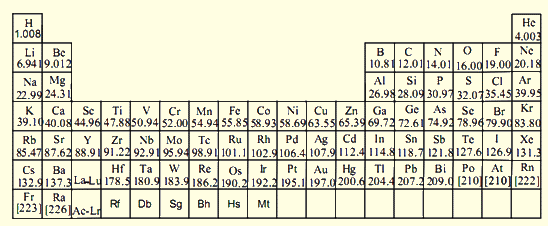 H He
1.008 4.003
Li Be B C N O F Ne
6.941 9.012 10.81 12.01 14.01 16.00 19.00 20.18
Na Mg Al Si P S Cl Ar
22.99 24.31 26.98 28.09 30.97 32.07 35.45 39.95
K Ca Sc Ti V Cr Mn Fe Co Ni Cu Zn Ga Ge As Se Br Kr
39.10 40.08 44.96 47.88 50.94 52.00 54.94 55.85 58.93 58.69 63.55 65.39 69.72 72.61 74.92 78.96 79.90 83.80
Rb Sr Y Zr Nb Mo Tc Ru Rh Pd Ag Cd In Sn Sb Te I Xe
85.47 87.62 88.91 91.22 92.91 95.94 98.91 101.1 102.9 106.4 107.9 112.4 114.8 118.7 121.8 127.6 126.9 131.3
Cs Ba La-Lu Hf Ta W Re Os Ir Pt Au Hg Tl Pb Bi Po At Rn
132.9 137.3 178.5 180.9 183.9 186.2 190.2 192.2 195.1 197.0 200.6 204.4 207.2 209.0 [210] [210] [222]
Fr Ra Ac-Lr Rf Db Sg Bh Hs Mt
[223] [226]